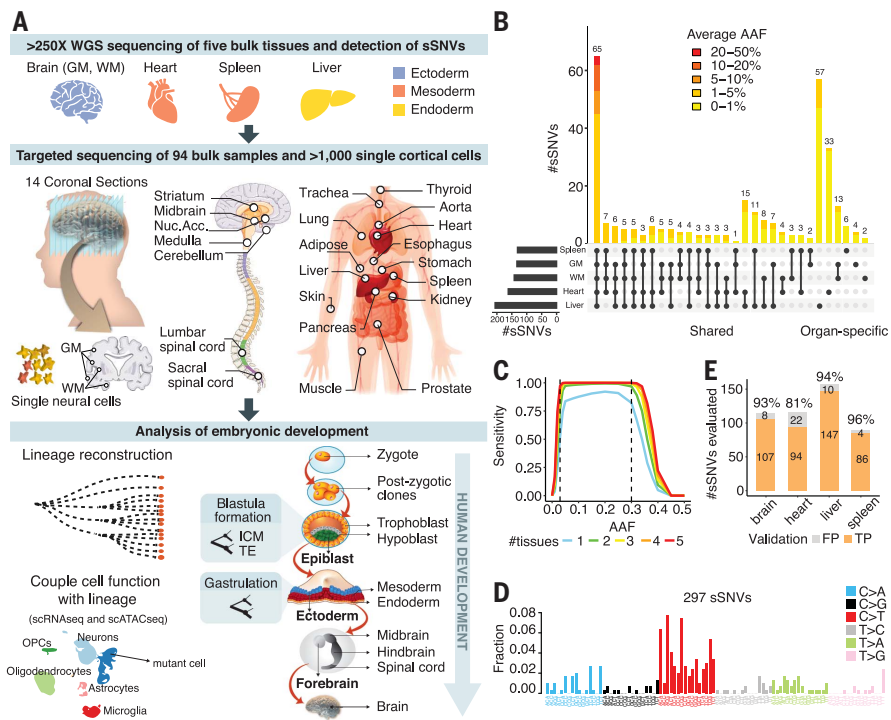 A
>250X WGS sequencing of five bulk tissues and detection of sSNVs
Brain (GM, WM)
Heart
Spleen
Liver
Ectoderm
Mesoderm
Endoderm
Targeted sequencing of 94 bulk samples and >1,000 single cortical cells
14 Coronal Sections
Striatum
Midbrain
Nuc.Acc.
Medulla
Cerebellum
Trachea
Lung
Adipose
Liver
Skin
Pancreas
Muscle
Thyroid
Aorta
Heart
Esophagus
Stomach
Spleen
Kidney
Prostate
GM
WM
Single neural cells
Lumbar
spinal cord
Sacral
spinal cord
Analysis of embryonic development
Lineage reconstruction
Couple cell function
with lineage
(scRNAseq and scATACseq)
OPCs
Neurons
mutant cell
Oligodendrocytes
Astrocytes
Microglia
Blastula
formation
ICM
TE
Gastrulation
Zygote
Post-zygotic
clones
Trophoblast
Hypoblast
Epiblast
Mesoderm
Endoderm
Ectoderm
Midbrain
Hindbrain
Spinal cord
Forebrain
Brain
HUMAN DEVELOPMENT
B
Average AAF
20-50%
10-20%
5-10%
1-5%
0-1%
#sSNVs
60
40
20
0
65
7 6 5 5 3 6 5 5 4 3 3 3 1 15 11 8 7 4 3 3 2
57
33
13
6
4
2
Spleen
GM
WM
Heart
Liver
200 150 100 50 0
#sSNVs
Shared
Organ-specific
C
Sensitivity
1.00
0.75
0.50
0.25
0.00
0.0 0.1 0.2 0.3 0.4 0.5
AAF
#tissues 1 2 3 4 5
E
#sSNVs evaluated
150
100
50
0
93%
81%
94%
96%
8
22
10
4
107
94
147
86
brain
heart
liver
spleen
Validation FP TP
D
297 sSNVs
Fraction
0.08
0.06
0.04
0.02
0.00
C>A
C>G
C>T
T>C
T>A
T>G